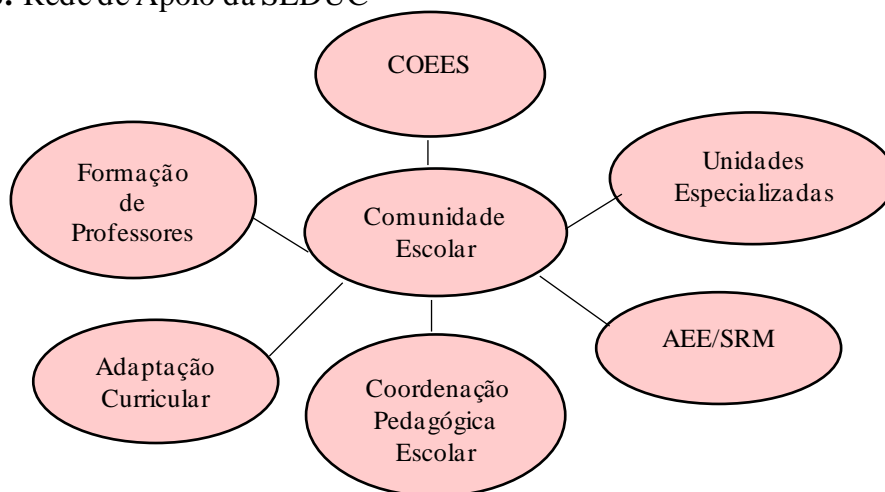 Rede de Apoio da SEDUC
COEES
Formação
de
Professores
Unidades
Especializadas
Comunidade
Escolar
Adaptação
Curricular
AEE/SRM
Coordenação
Pedagógica
Escolar